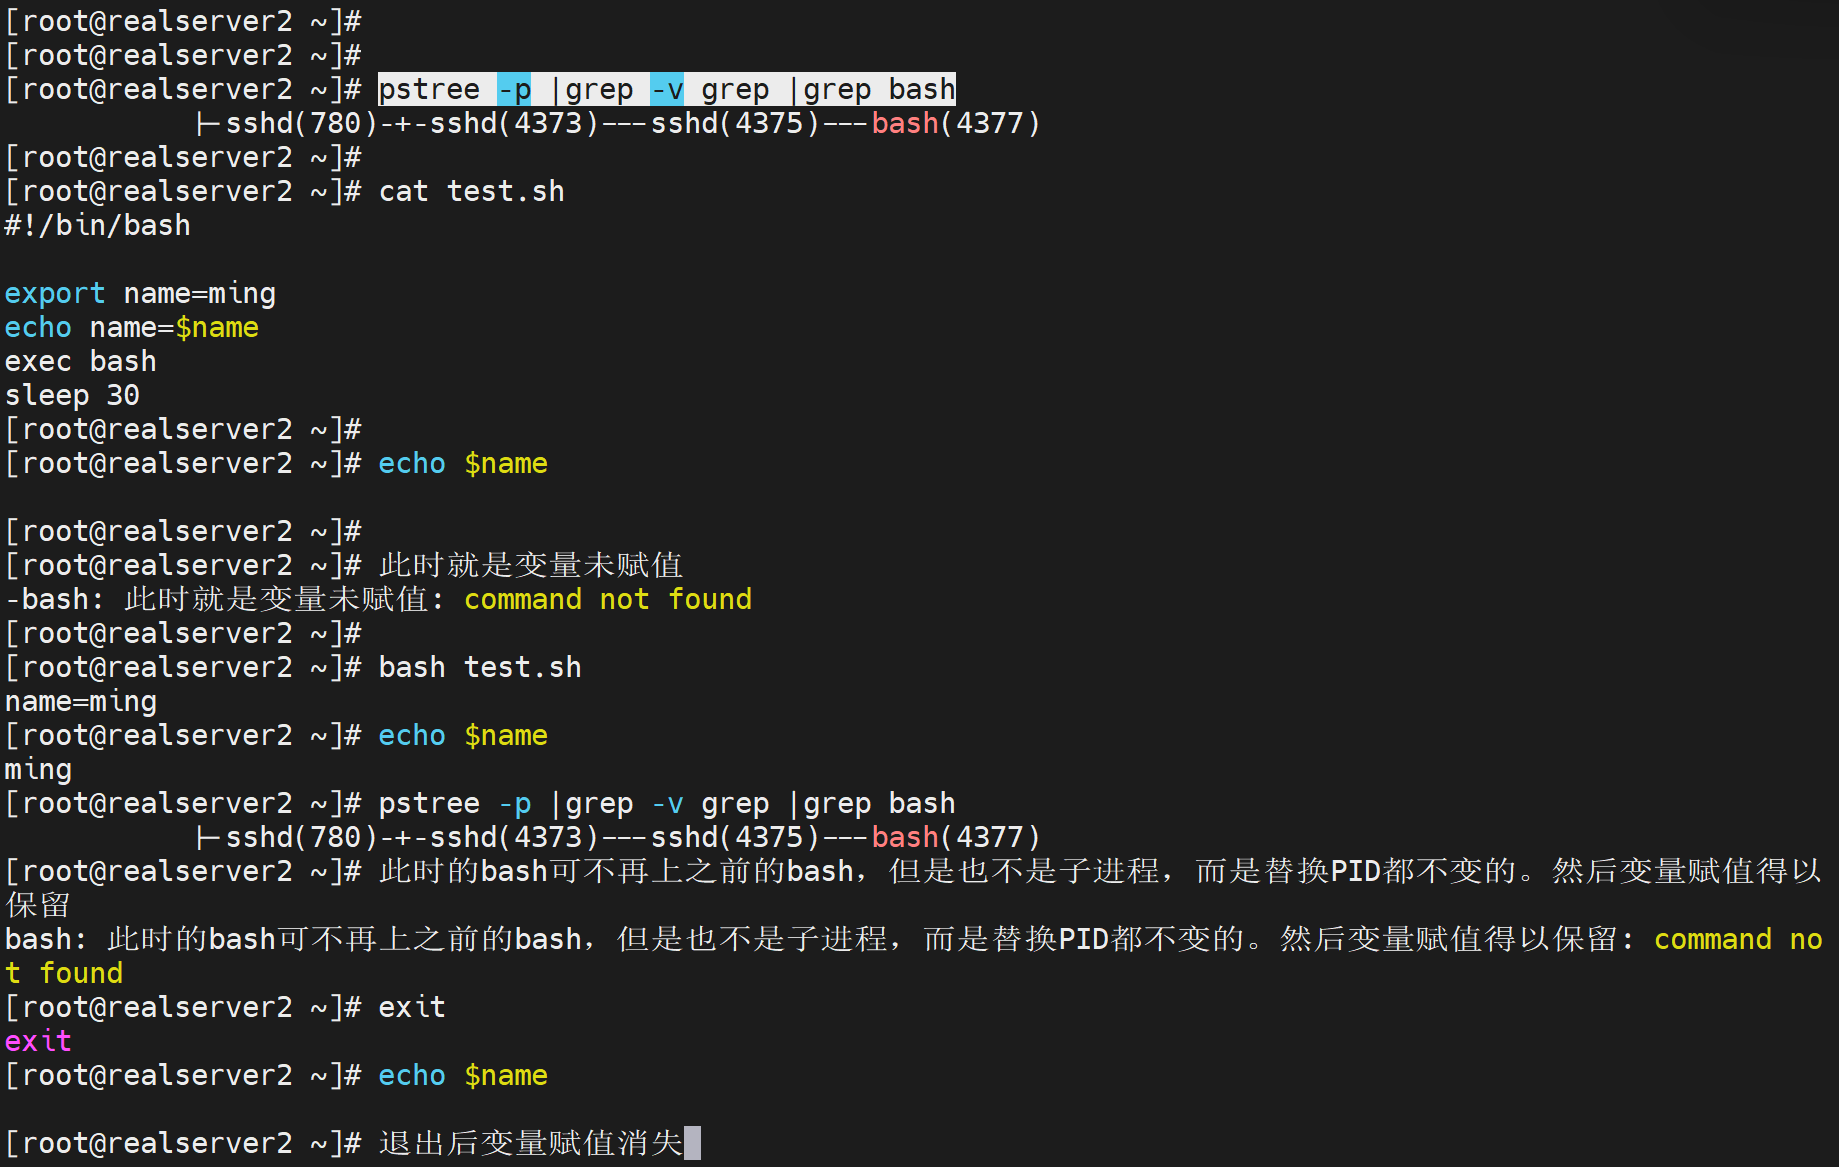 [root@realserver2 ~]#
[root@realserver2 ~]#
[root@realserver2 ~]# pstree -p |grep -v grep |grep bash
├-sshd(780)-+-sshd(4373)---sshd(4375)---bash(4377)
[root@realserver2 ~]#
[root@realserver2 ~]# cat test.sh
#!/bin/bash
export name=ming
echo name=$name
exec bash
sleep 30
[root@realserver2 ~]#
[root@realserver2 ~]# echo $name
[root@realserver2 ~]#
[root@realserver2 ~]# 此时就是变量未赋值
-bash: 此时就是变量未赋值: command not found
[root@realserver2 ~]#
[root@realserver2 ~]# bash test.sh
name=ming
[root@realserver2 ~]# echo $name
ming
[root@realserver2 ~]# pstree -p |grep -v grep |grep bash
├-sshd(780)-+-sshd(4373)---sshd(4375)---bash(4377)
[root@realserver2 ~]# 此时的bash可不再上之前的bash，但是也不是子进程，而是替换PID都不变的。然后变量赋值得以
保留
bash: 此时的bash可不再上之前的bash，但是也不是子进程，而是替换PID都不变的。然后变量赋值得以保留: command no
t found
[root@realserver2 ~]# exit
exit
[root@realserver2 ~]# echo $name
[root@realserver2 ~]# 退出后变量赋值消失